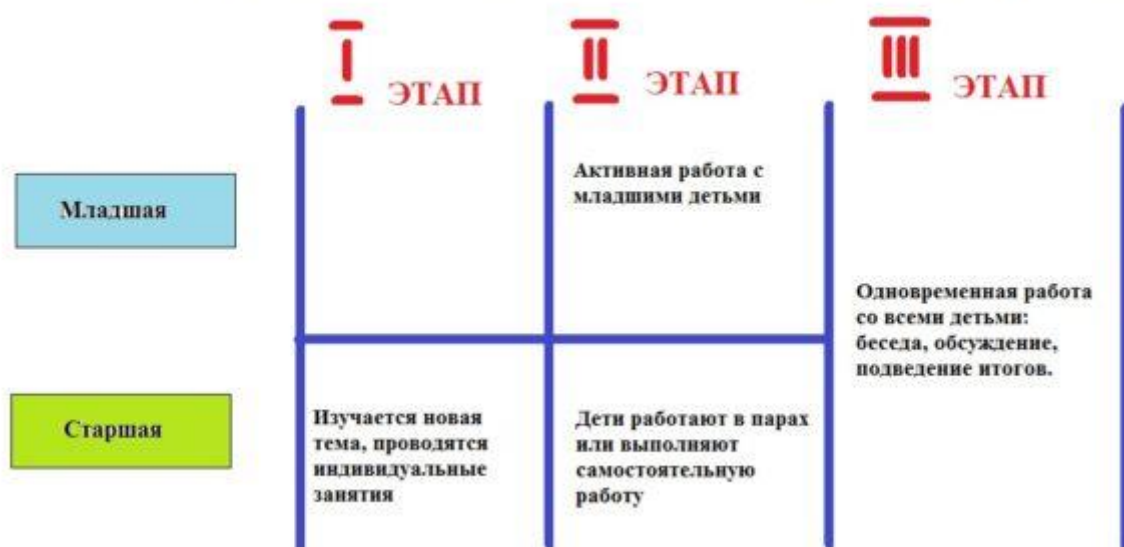 I ЭТАП
II ЭТАП
III ЭТАП
Младшая
Активная работа с
младшими детьми
Одновременная работа
со всеми детьми:
беседа, обсуждение,
подведение итогов.
Старшая
Изучается новая
тема, проводятся
индивидуальные
занятия
Дети работают в парах
или выполняют
самостоятельную
работу